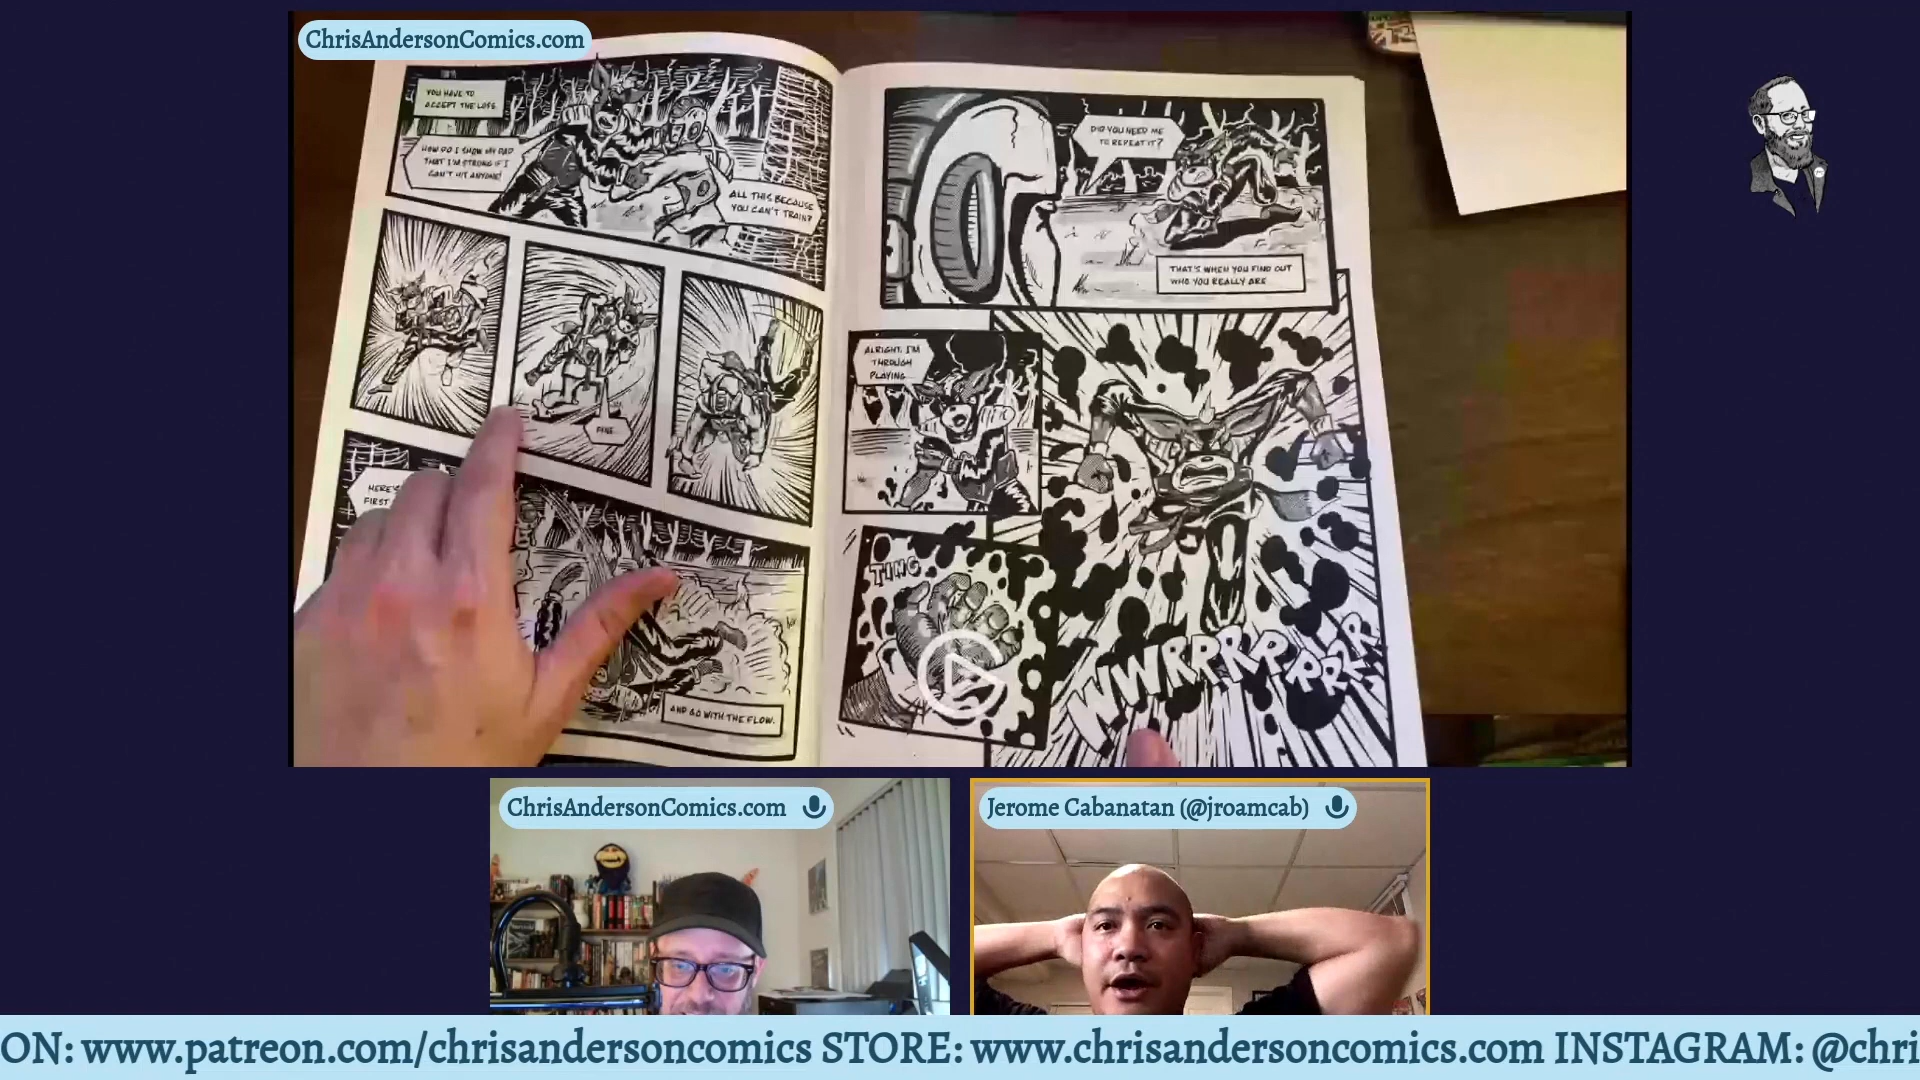 ChrisAndersonComics.com
YOU HAVE TO
ACCEPT THE LOSS.
HOW DO I SHOW MY DAD
THAT I'M STRONG IF I
CAN'T HIT ANYONE!
ALL THIS BECAUSE
YOU CAN'T TRAIN?
FINE.
HERE'S
FIRST
AND GO WITH THE FLOW.
DID YOU NEED ME
TO REPEAT IT?
THAT'S WHEN YOU FIND OUT
WHO YOU REALLY ARE
ALRIGHT. I'M
THROUGH
PLAYING...
TING
WWRRRRRRRR
ChrisAndersonComics.com
Jerome Cabanatan (@jroamcab)
ON: www.patreon.com/chrisandersoncomics STORE: www.chrisandersoncomics.com INSTAGRAM: @chri